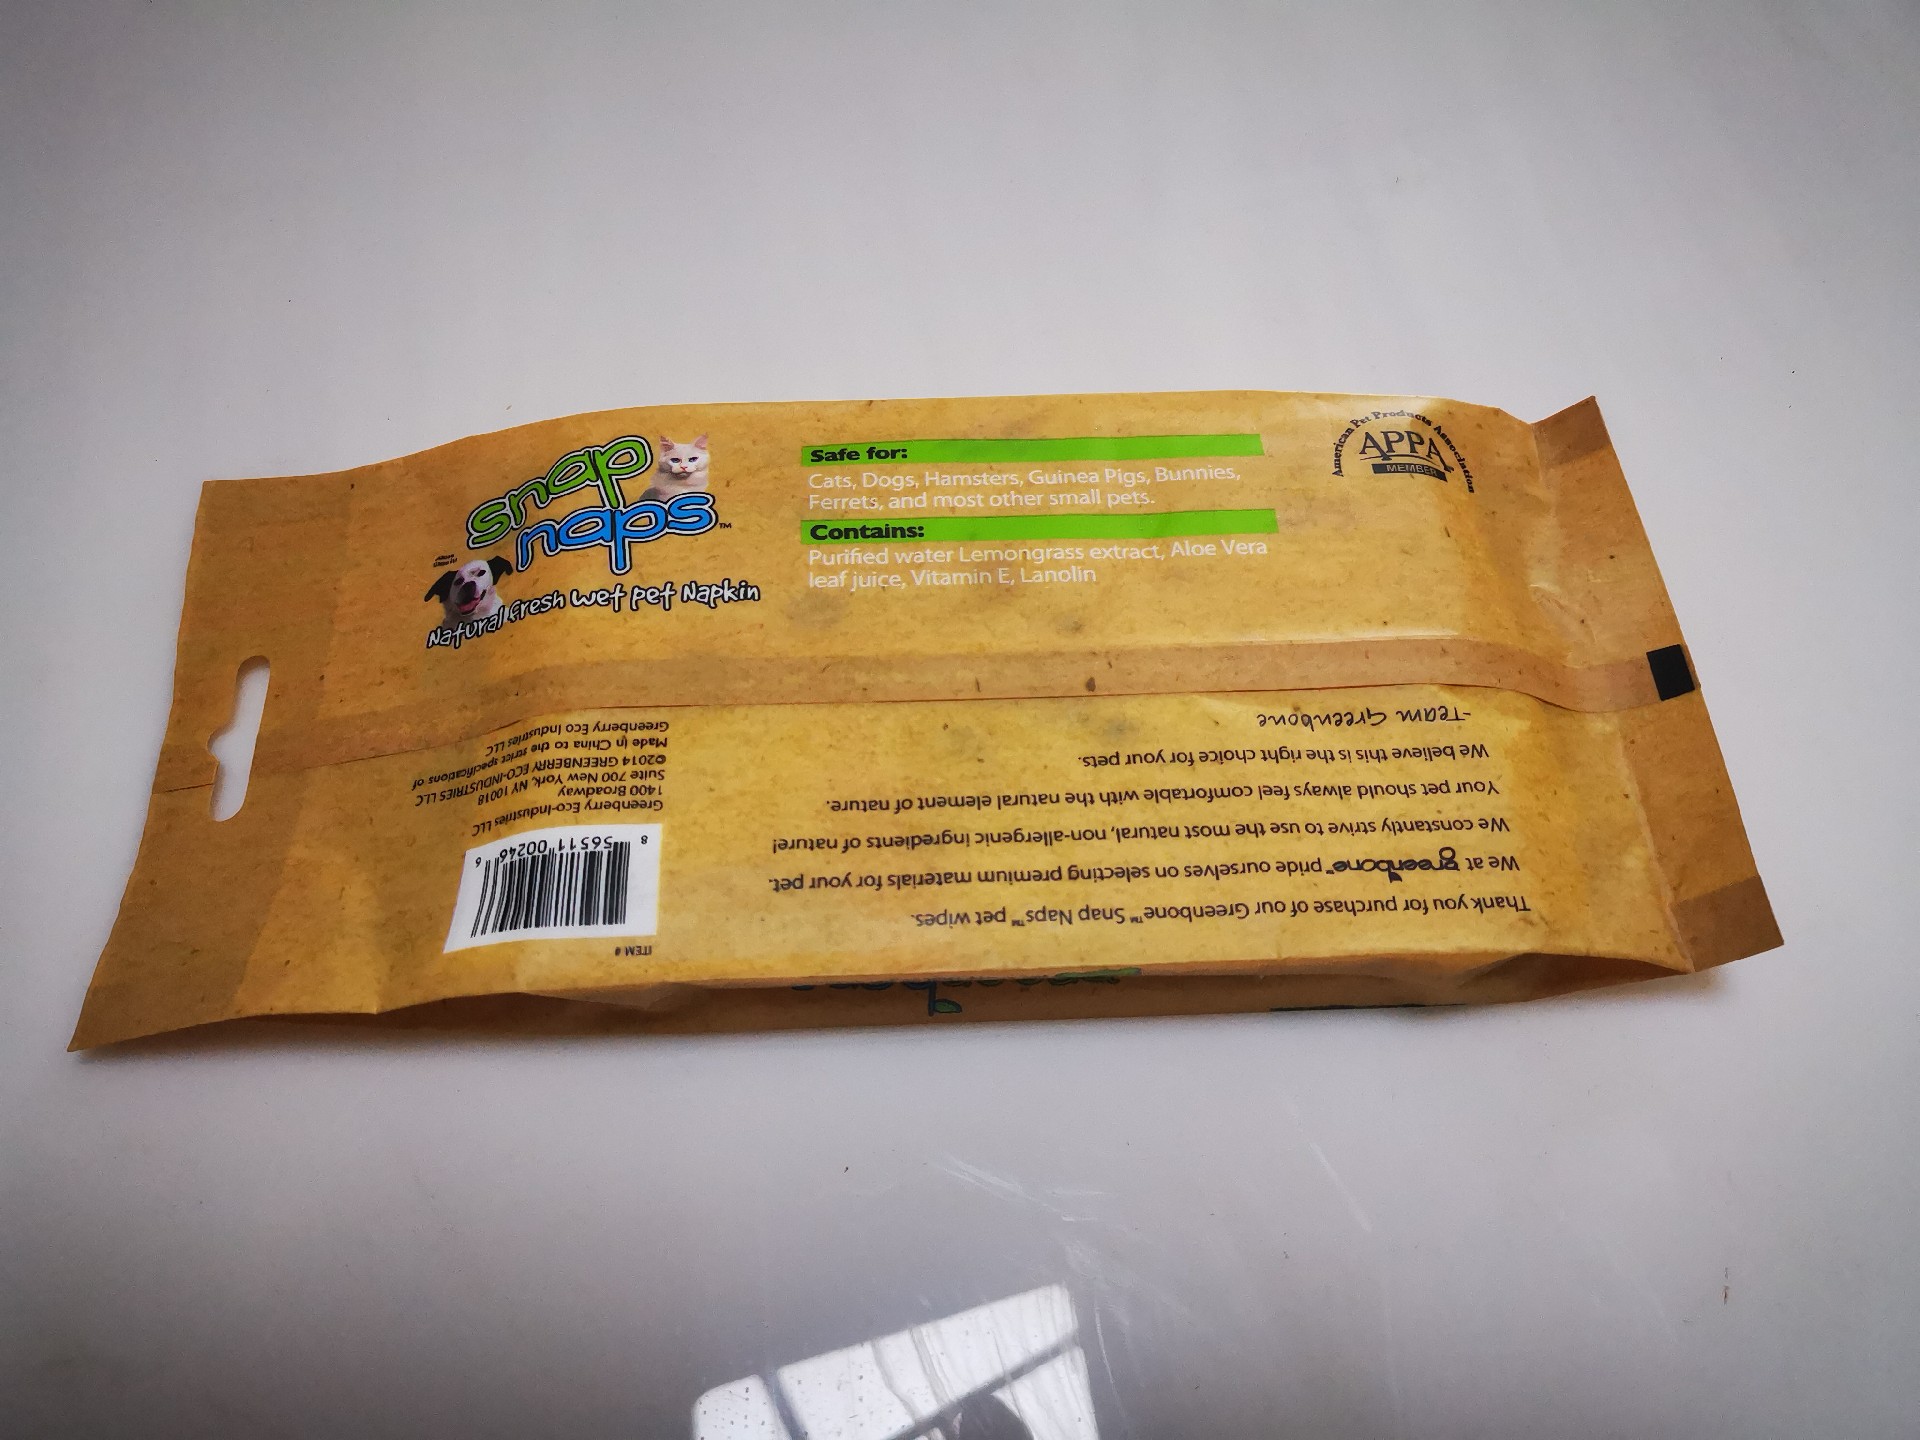 snap
naps™
Natural fresh wet pet Napkin
Safe for:
Cats, Dogs, Hamsters, Guinea Pigs, Bunnies,
Ferrets, and most other small pets.
Contains:
Purified water Lemongrass extract, Aloe Vera
leaf juice, Vitamin E, Lanolin
American Pet Products Association
APPA
MEMBER
Thank you for purchase of our Greenbone™ Snap Naps™ pet wipes.
We at greenbone™ pride ourselves on selecting premium materials for your pet.
We constantly strive to use the most natural, non-allergenic ingredients of nature!
Your pet should always feel comfortable with the natural element of nature.
We believe this is the right choice for your pets.
-Team Greenbone
ITEM #
8 56511 00246 6
Greenberry Eco-Industries LLC
1400 Broadway
Suite 700 New York, NY 10018
©2014 GREENBERRY ECO-INDUSTRIES LLC
Made in China to the strict specifications of
Greenberry Eco Industries LLC